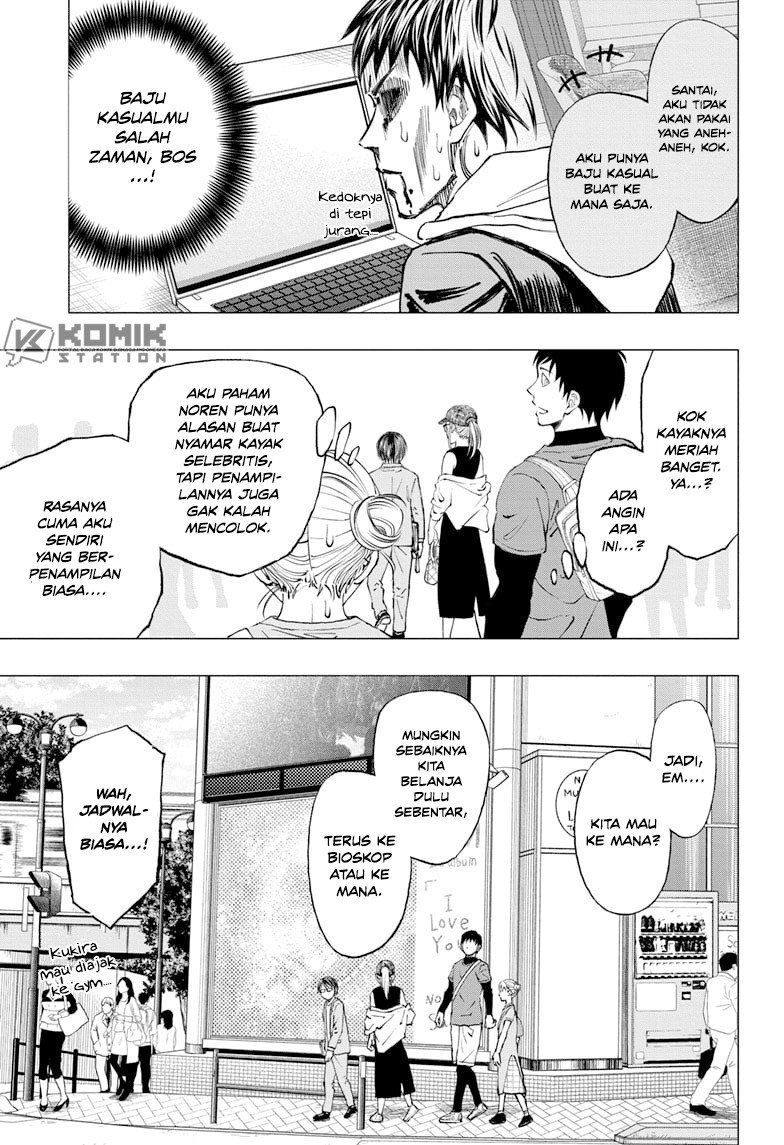 SANTAI,
AKU TIDAK
AKAN PAKAI
YANG ANEH-
ANEH, KOK.
AKU PUNYA
BAJU KASUAL
BUAT KE
MANA SAJA.
Kedoknya
di tepi
jurang...
BAJU
KASUALMU
SALAH
ZAMAN, BOS
...!
KOMIK
STATION
KOK
KAYAKNYA
MERIAH
BANGET.
YA...?
ADA
ANGIN
APA
INI...?
AKU PAHAM
NOREN PUNYA
ALASAN BUAT
NYAMAR KAYAK
SELEBRITIS,
TAPI PENAMPI-
LANNYA JUGA
GAK KALAH
MENCOLOK.
RASANYA
CUMA AKU
SENDIRI
YANG BER-
PENAMPILAN
BIASA....
JADI,
EM....
KITA MAU
KE MANA?
MUNGKIN
SEBAIKNYA
KITA
BELANJA
DULU
SEBENTAR,
TERUS KE
BIOSKOP
ATAU KE
MANA.
WAH,
JADWAL-
NYA
BIASA...!
Kukira
mau diajak
ke gym....
I
Love
You